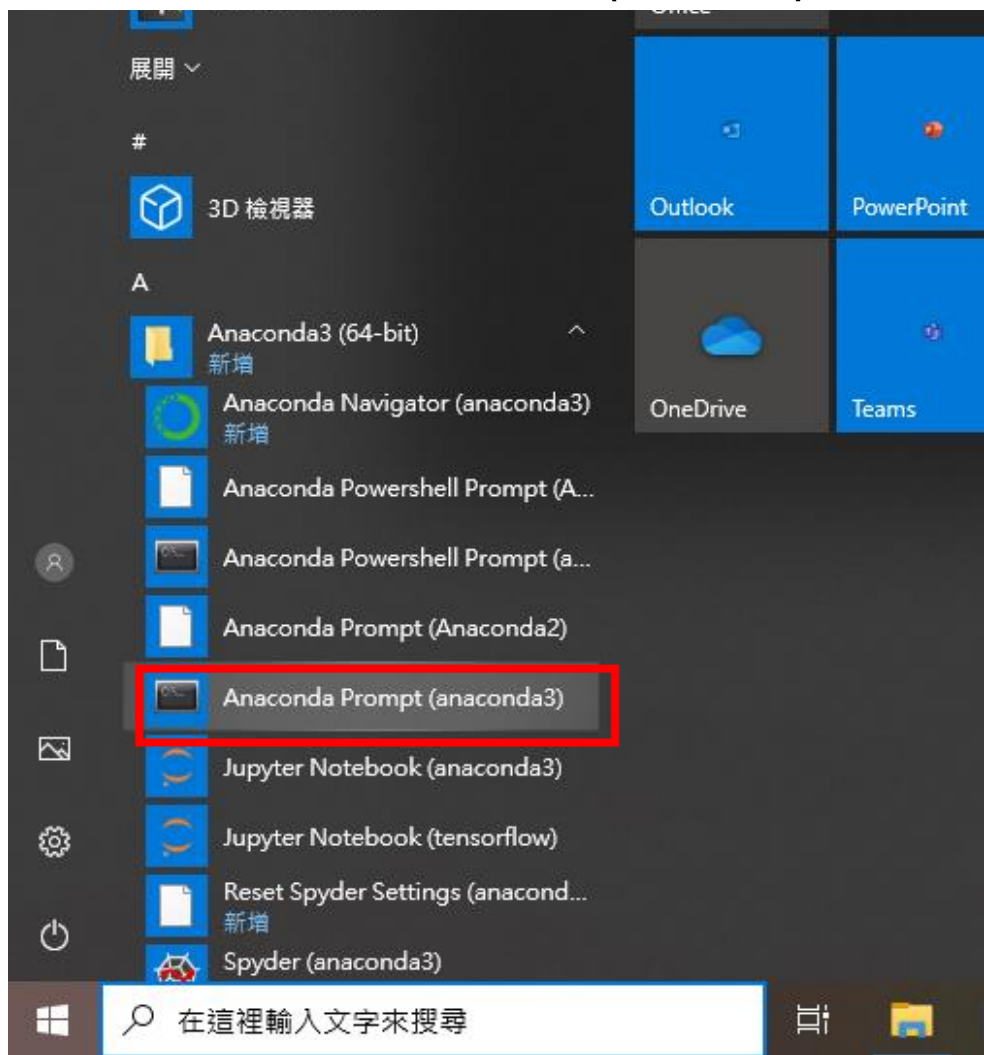 展開
#
3D 檢視器
A
Anaconda3 (64-bit)
新增
Anaconda Navigator (anaconda3)
新增
Anaconda Powershell Prompt (A...
Anaconda Powershell Prompt (a...
Anaconda Prompt (Anaconda2)
Anaconda Prompt (anaconda3)
Jupyter Notebook (anaconda3)
Jupyter Notebook (tensorflow)
Reset Spyder Settings (anacond...
新增
Spyder (anaconda3)
Outlook
PowerPoint
OneDrive
Teams
在這裡輸入文字來搜尋